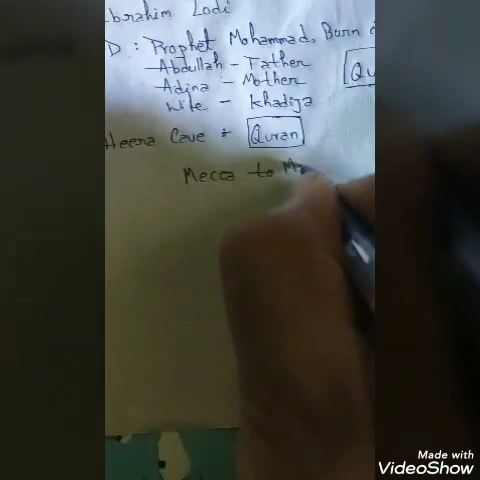 Ibrahim Lodi
D: Prophet Mohammad, Born
Abdullah - Father
Adina - Mother
Wife - Khadija
Qu
Heera Cave ÷ Quran
Mecca to M
Made with
VideoShow